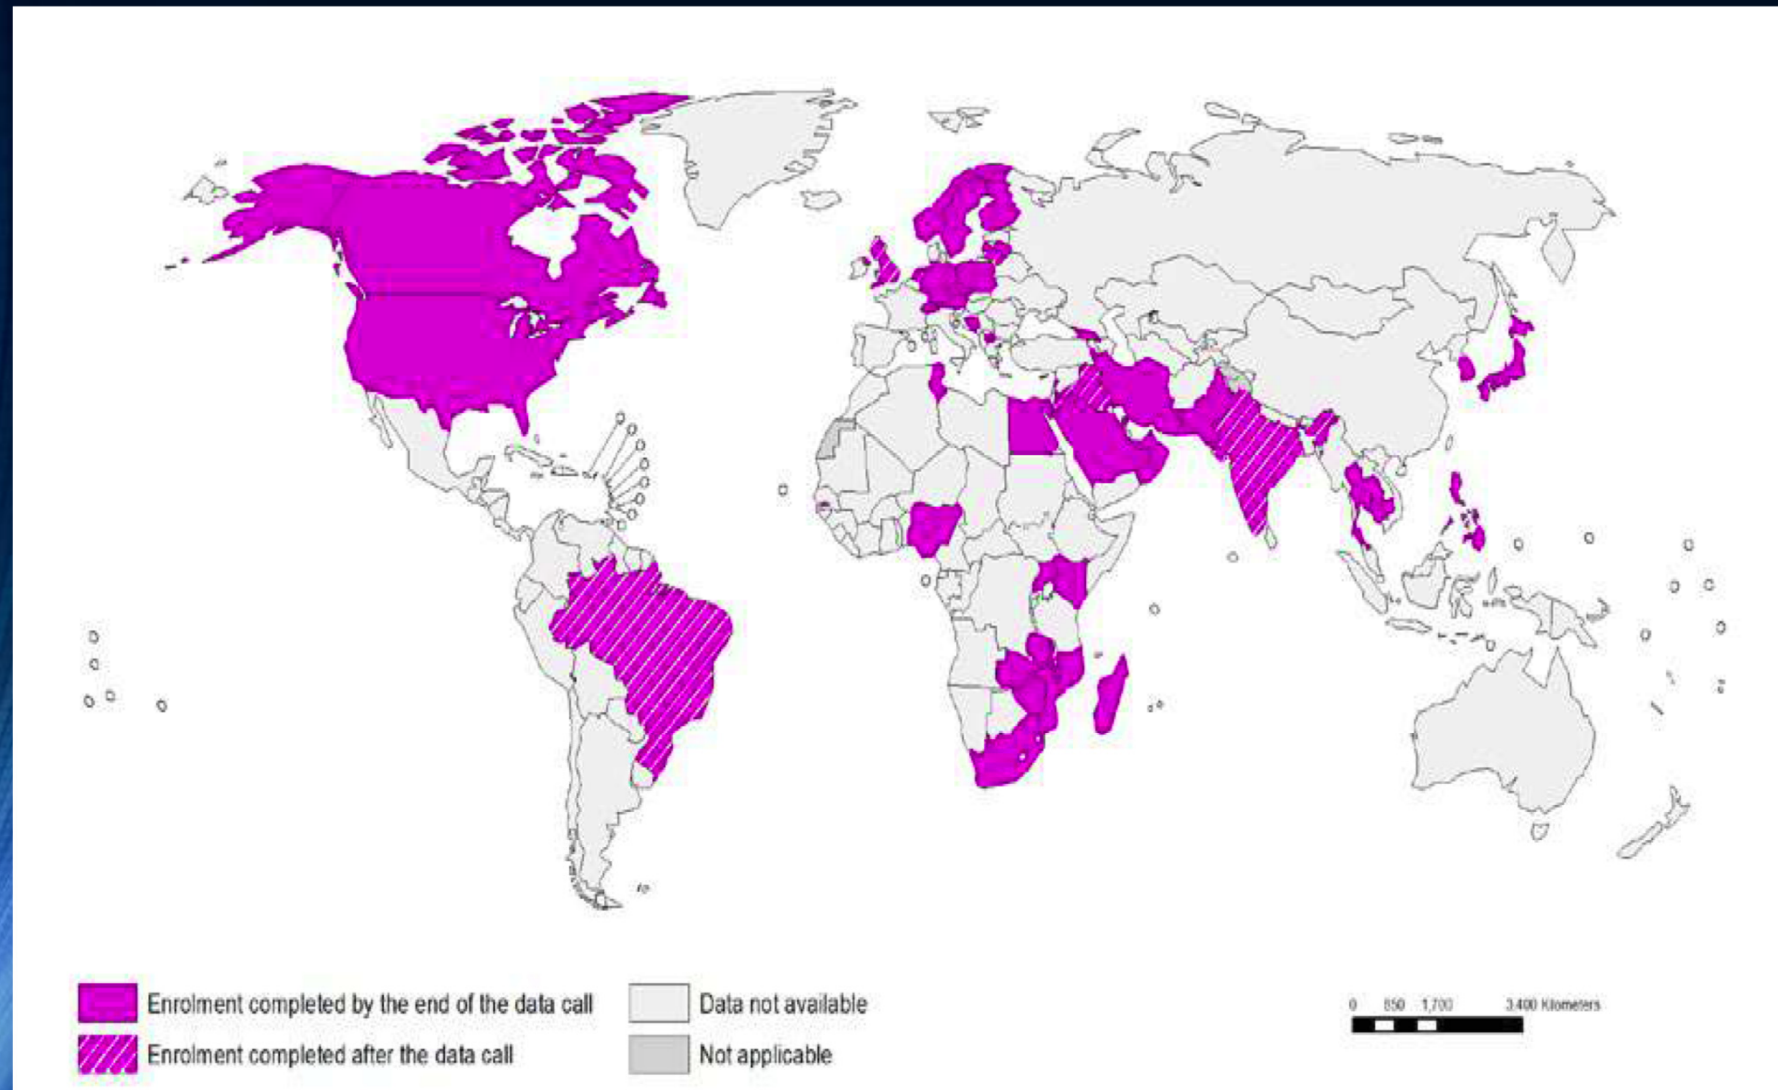 Enrolment completed by the end of the data call
Enrolment completed after the data call
Data not available
Not applicable
0 850 1,700 3,400 Kilometers